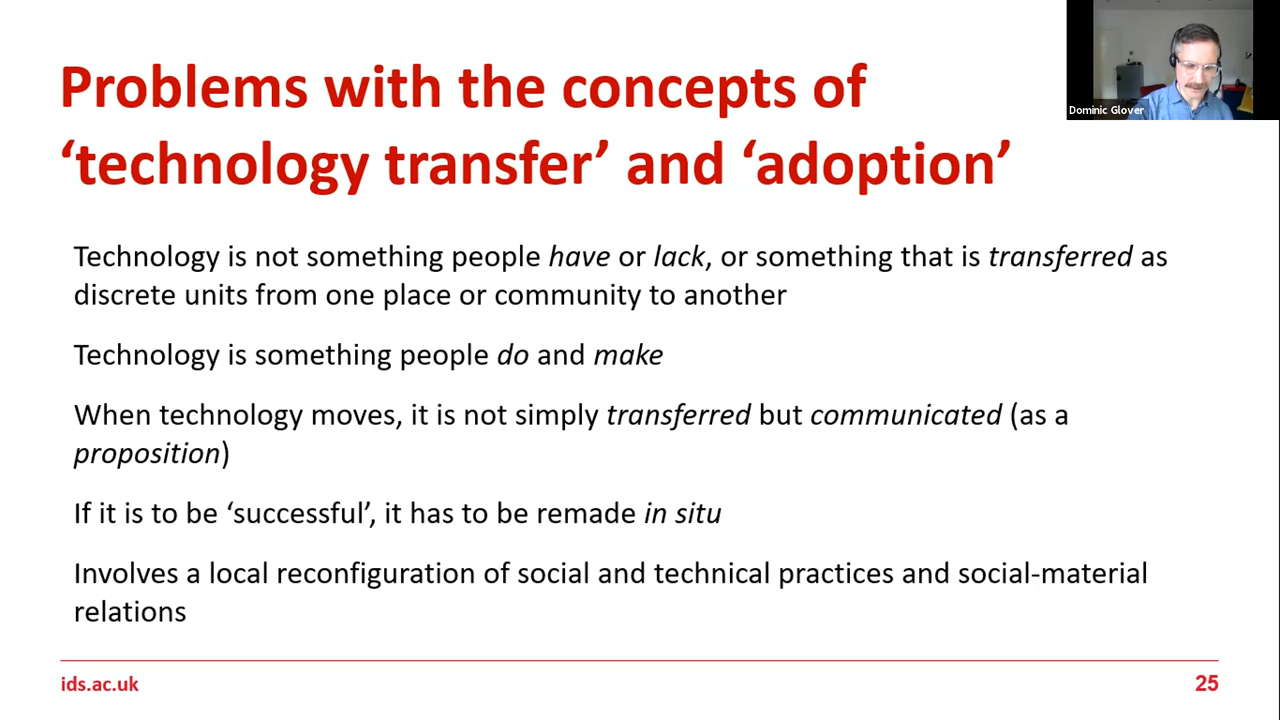 Problems with the concepts of
‘technology transfer’ and ‘adoption’
Dominic Glover
Technology is not something people have or lack, or something that is transferred as
discrete units from one place or community to another
Technology is something people do and make
When technology moves, it is not simply transferred but communicated (as a
proposition)
If it is to be ‘successful’, it has to be remade in situ
Involves a local reconfiguration of social and technical practices and social-material
relations
ids.ac.uk
25